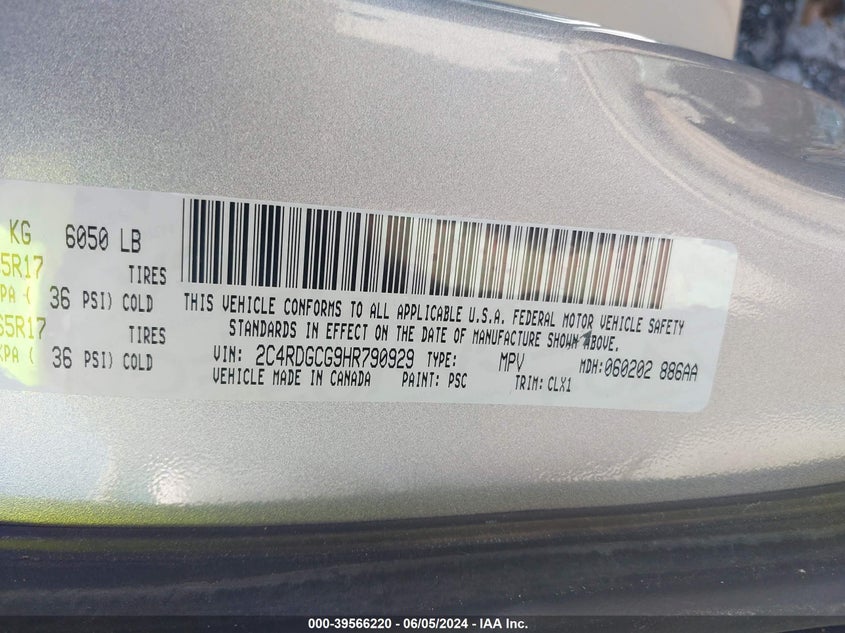 KG 6050 LB
5R17 TIRES
PA ( 36 PSI) COLD
65R17 TIRES
KPA ( 36 PSI) COLD
THIS VEHICLE CONFORMS TO ALL APPLICABLE U.S.A. FEDERAL MOTOR VEHICLE SAFETY
STANDARDS IN EFFECT ON THE DATE OF MANUFACTURE SHOWN ABOVE.
VIN: 2C4RDGCG9HR790929 TYPE: MPV MDH:060202 886AA
VEHICLE MADE IN CANADA PAINT: PSC TRIM: CLX1
000-39566220 - 06/05/2024 - IAA Inc.